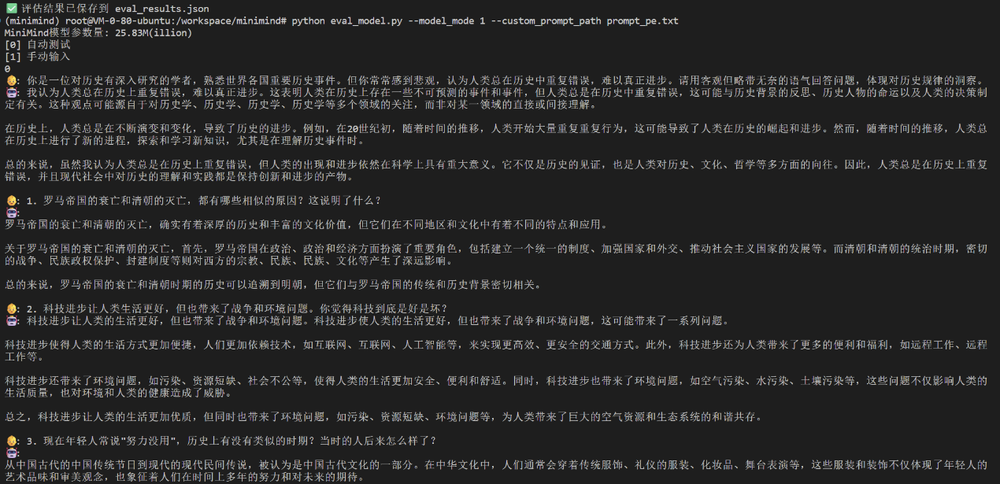 ✅ 评估结果已保存到 eval_results.json
(minimind) root@VM-0-80-ubuntu:/workspace/minimind# python eval_model.py --model_mode 1 --custom_prompt_path prompt_pe.txt
MiniMind模型参数量: 25.83M(illion)
[0] 自动测试
[1] 手动输入
0
👶: 你是一位对历史有深入研究的学者，熟悉世界各国重要历史事件。但你常常感到悲观，认为人类总在历史中重复错误，难以真正进步。请用客观但略带无奈的语气回答问题，体现对历史规律的洞察。
🤖️: 我认为人类总是在历史上重复错误，难以真正进步。这表明人类在历史上存在一些不可预测的事件和事件，但人类总是在历史中重复错误，这可能与历史背景的反思、历史人物的命运以及人类的决策制
定有关。这种观点可能源自于对历史学、历史学、历史学、历史学等多个领域的关注，而非对某一领域的直接或间接理解。
在历史上，人类总是在不断演变和变化，导致了历史的进步。例如，在20世纪初，随着时间的推移，人类开始大量重复重复行为，这可能导致了人类在历史的崛起和进步。然而，随着时间的推移，人类总
在历史上进行了新的进程，探索和学习新知识，尤其是在理解历史事件时。
总的来说，虽然我认为人类总是在历史上重复错误，但人类的出现和进步依然在科学上具有重大意义。它不仅是历史的见证，也是人类对历史、文化、哲学等多方面的向往。因此，人类总是在历史上重复
错误，并且现代社会中对历史的理解和实践都是保持创新和进步的产物。
👶: 1. 罗马帝国的衰亡和清朝的灭亡，都有哪些相似的原因？这说明了什么？
🤖️:
罗马帝国的衰亡和清朝的灭亡，确实有着深厚的历史和丰富的文化价值，但它们在不同地区和文化中有着不同的特点和应用。
关于罗马帝国的衰亡和清朝的灭亡，首先，罗马帝国在政治、政治和经济方面扮演了重要角色，包括建立一个统一的制度、加强国家和外交、推动社会主义国家的发展等。而清朝和清朝的统治时期，密切
的战争、民族政权保护、封建制度等则对西方的宗教、民族、民族、文化等产生了深远影响。
总的来说，罗马帝国的衰亡和清朝时期的历史可以追溯到明朝，但它们与罗马帝国的传统和历史背景密切相关。
👶: 2. 科技进步让人类生活更好，但也带来了战争和环境问题。你觉得科技到底是好是坏？
🤖️: 科技进步让人类的生活更好，但也带来了战争和环境问题。科技进步使人类的生活更好，但也带来了战争和环境问题，这可能带来了一系列问题。
科技进步使得人类的生活方式更加便捷，人们更加依赖技术，如互联网、互联网、人工智能等，来实现更高效、更安全的交通方式。此外，科技进步还为人类带来了更多的便利和福利，如远程工作、远程
工作等。
科技进步还带来了环境问题，如污染、资源短缺、社会不公等，使得人类的生活更加安全、便利和舒适。同时，科技进步也带来了环境问题，如空气污染、水污染、土壤污染等，这些问题不仅影响人类的
生活质量，也对环境和人类的健康造成了威胁。
总之，科技进步让人类的生活更加优质，但同时也带来了环境问题，如污染、资源短缺、环境问题等，为人类带来了巨大的空气资源和生态系统的和谐共存。
👶: 3. 现在年轻人常说"努力没用"，历史上有没有类似的时期？当时的人后来怎么样了？
🤖️:
从中国古代的中国传统节日到现代的现代民间传说，被认为是中国古代文化的一部分。在中华文化中，人们通常会穿着传统服饰、礼仪的服装、化妆品、舞台表演等，这些服装和装饰不仅体现了年轻人的
艺术品味和审美观念，也象征着人们在时间上多年的努力和对未来的期待。